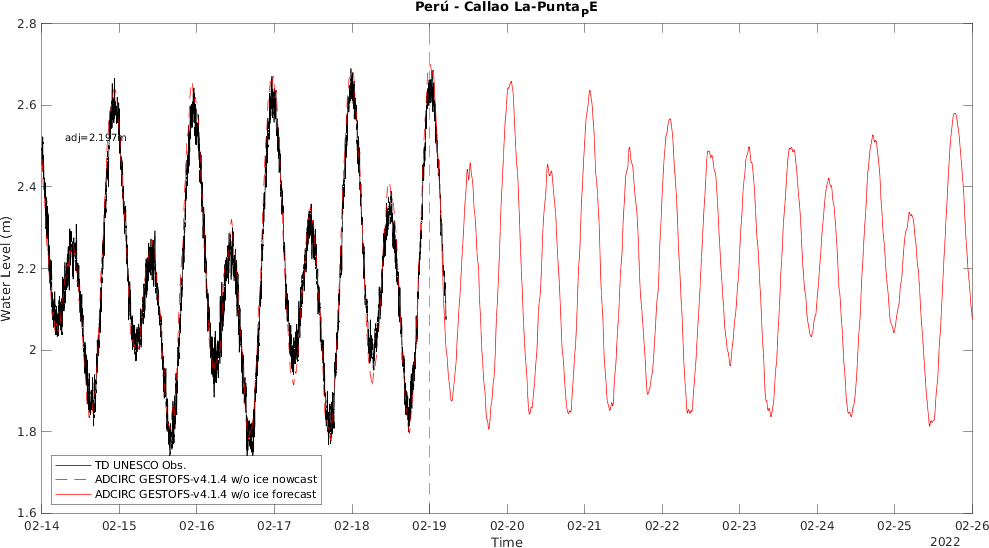 Perú - Callao La-Punta_PE
2.8
2.6
2.4
2.2
2
1.8
1.6
Water Level (m)
adj=2.197m
TD UNESCO Obs.
ADCIRC GESTOFS-v4.1.4 w/o ice nowcast
ADCIRC GESTOFS-v4.1.4 w/o ice forecast
02-14 02-15 02-16 02-17 02-18 02-19 02-20 02-21 02-22 02-23 02-24 02-25 02-26
Time
2022